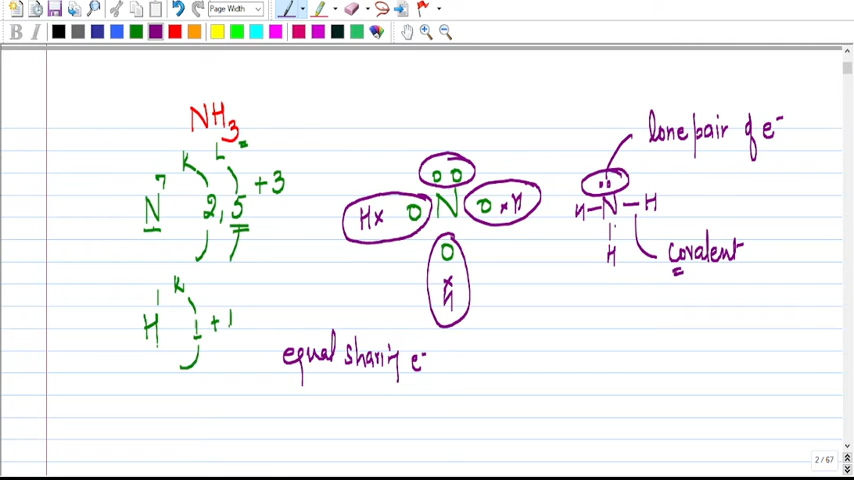 Page Width
B I
NH3
K L
N 7 2, 5 +3
H 1 K 1 +1
N
Hx
x H
x
H
equal sharing e-
lone pair of e-
H-N-H
H
covalent
2 / 67